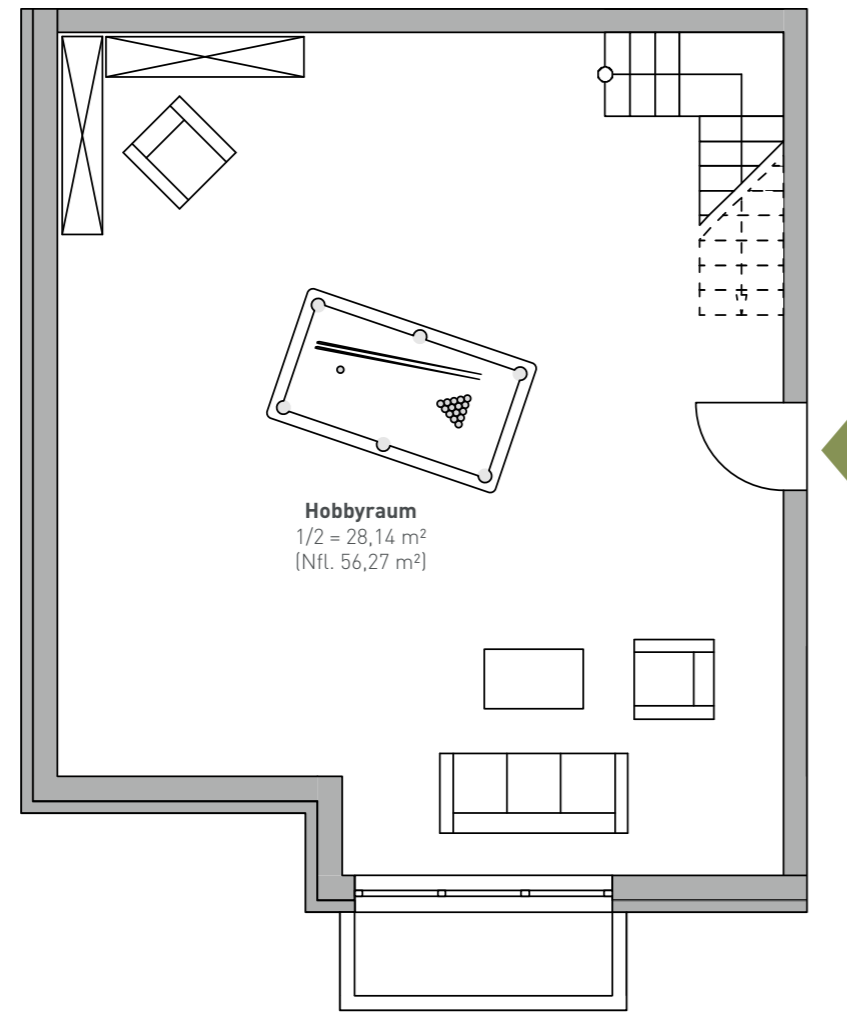 Hobbyraum
1/2 = 28,14 m²
(Nfl. 56,27 m²)